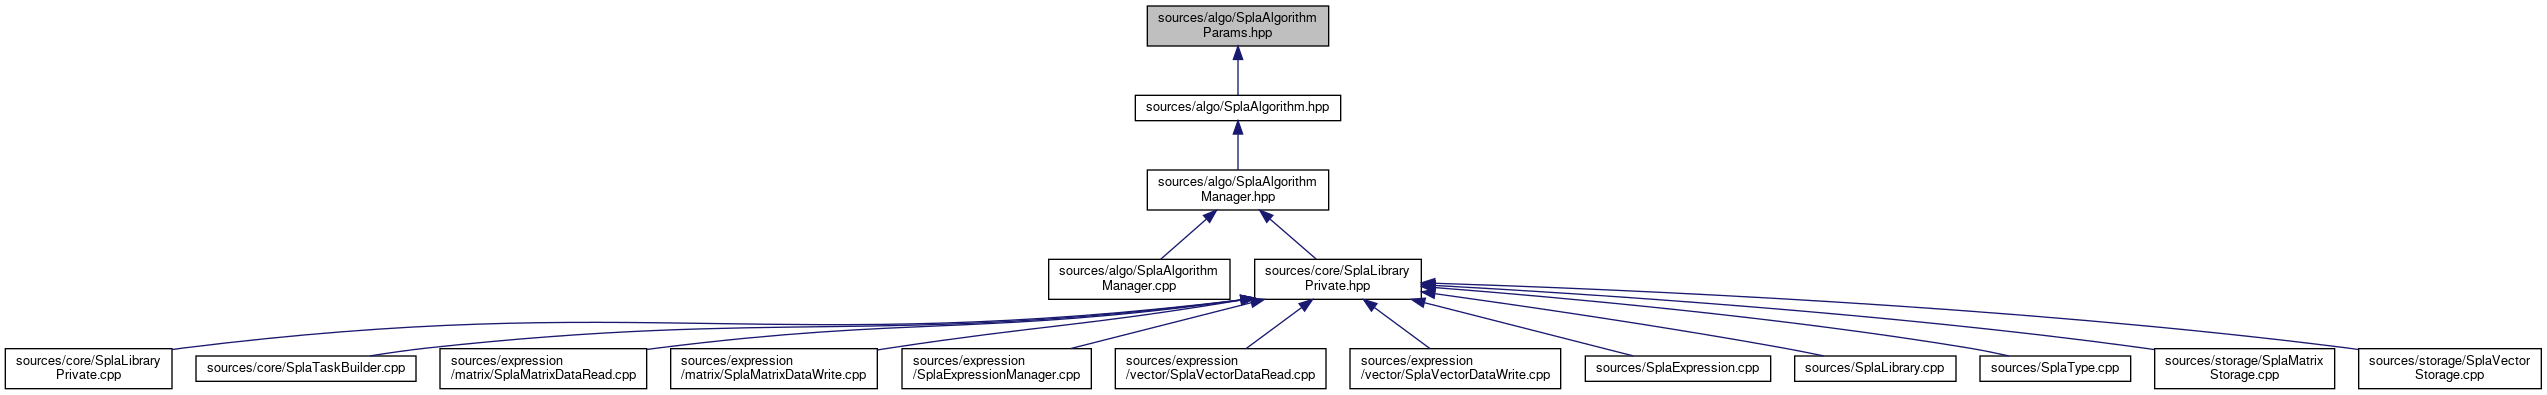 sources/algo/SplaAlgorithm
Params.hpp
sources/algo/SplaAlgorithm.hpp
sources/algo/SplaAlgorithm
Manager.hpp
sources/algo/SplaAlgorithm
Manager.cpp
sources/core/SplaLibrary
Private.hpp
sources/core/SplaLibrary
Private.cpp
sources/core/SplaTaskBuilder.cpp
sources/expression
/matrix/SplaMatrixDataRead.cpp
sources/expression
/matrix/SplaMatrixDataWrite.cpp
sources/expression
/SplaExpressionManager.cpp
sources/expression
/vector/SplaVectorDataRead.cpp
sources/expression
/vector/SplaVectorDataWrite.cpp
sources/SplaExpression.cpp
sources/SplaLibrary.cpp
sources/SplaType.cpp
sources/storage/SplaMatrix
Storage.cpp
sources/storage/SplaVector
Storage.cpp